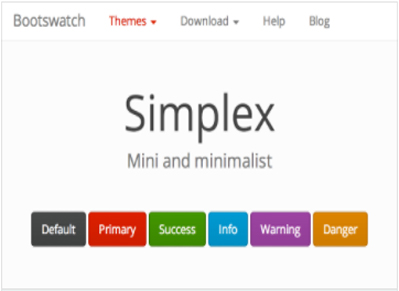 Bootswatch Themes Download Help Blog
Simplex
Mini and minimalist
Default Primary Success Info Warning Danger